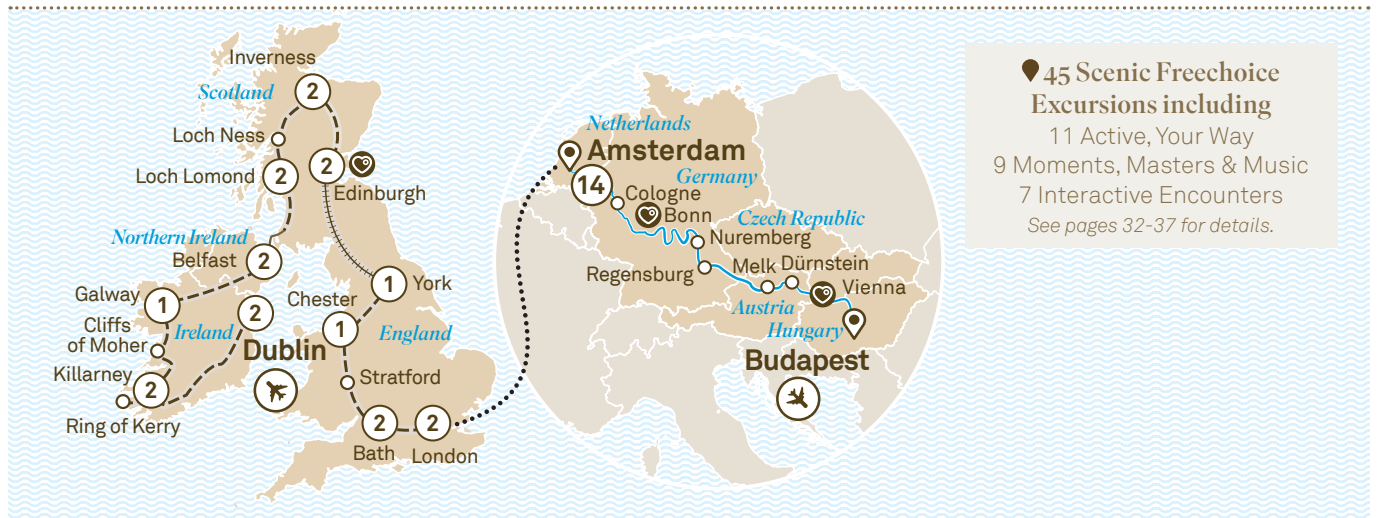 Inverness
2
Scotland
Loch Ness
2
Loch Lomond
2
Edinburgh
Northern Ireland
Belfast
2
Galway
1
Cliffs
of Moher
Ireland
2
Dublin
Killarney
2
Ring of Kerry
1
York
Chester
1
England
Stratford
2
2
Bath
London
Netherlands
Amsterdam
14
Germany
Cologne
Bonn
Czech Republic
Nuremberg
Regensburg
Melk
Dürnstein
Vienna
Austria
Hungary
Budapest
45 Scenic Freechoice
Excursions including
11 Active, Your Way
9 Moments, Masters & Music
7 Interactive Encounters
See pages 32-37 for details.